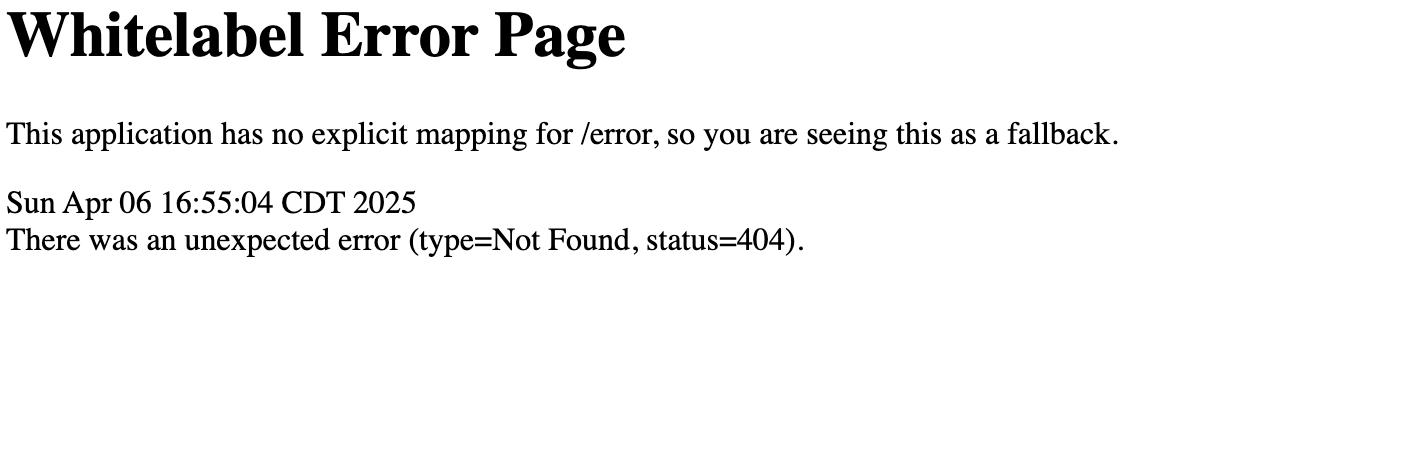 Whitelabel Error Page
This application has no explicit mapping for /error, so you are seeing this as a fallback.
Sun Apr 06 16:55:04 CDT 2025
There was an unexpected error (type=Not Found, status=404).